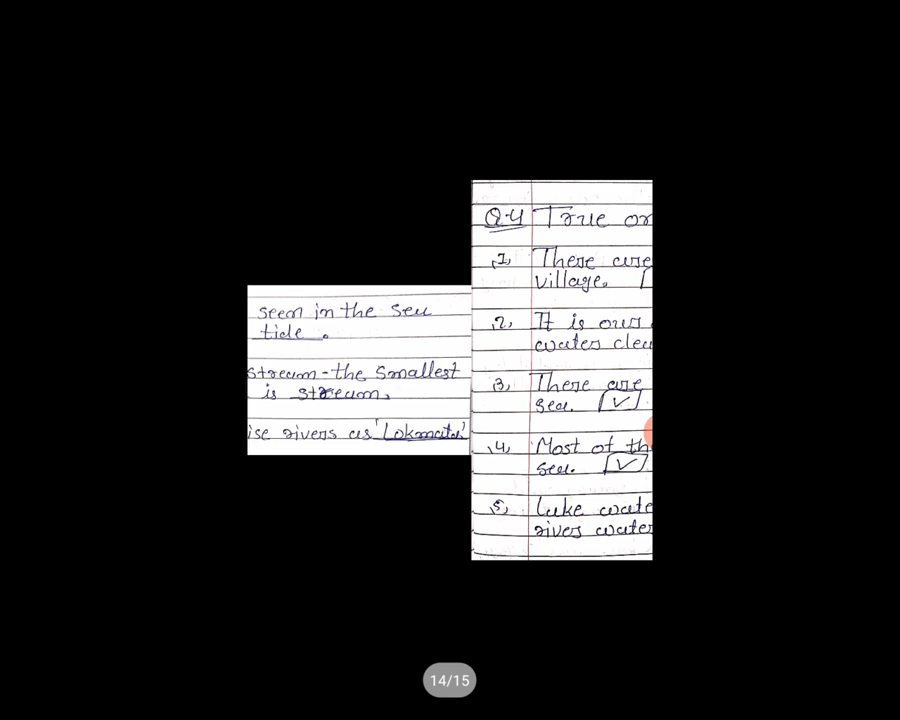 seen in the sea
tide.
stream-the smallest
is stream.
ise rivers as 'Lokmata'
Q-4 True or
1, There are
village.
2, It is our
water clea
3, There are
sea. [✓]
4, Most of th
sea. [✓]
5, Lake wate
rivers water
14/15